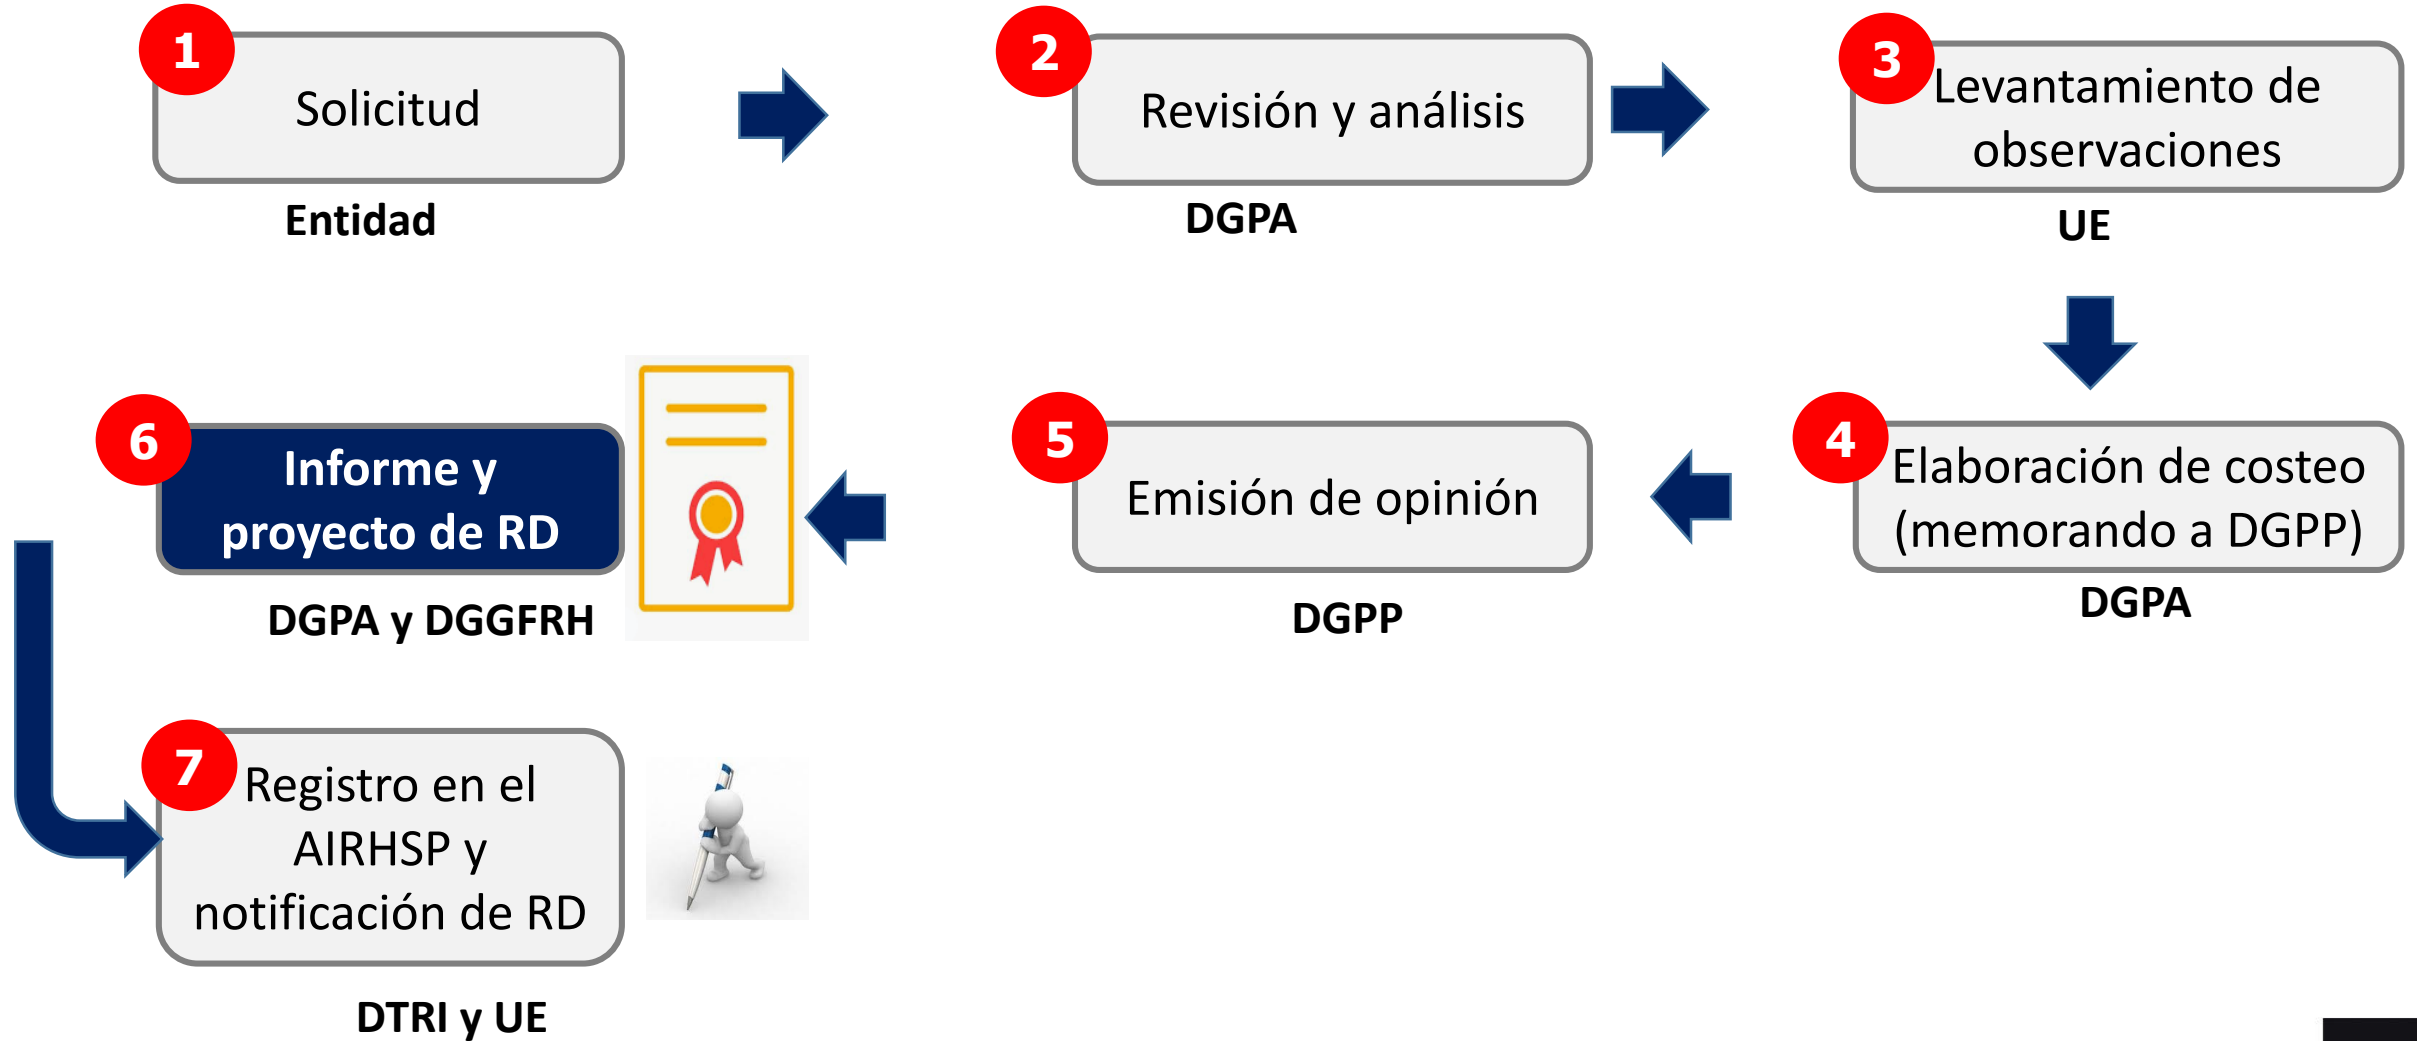 1
Solicitud
Entidad
2
Revisión y análisis
DGPA
3
Levantamiento de
observaciones
UE
4
Elaboración de costeo
(memorando a DGPP)
DGPA
5
Emisión de opinión
DGPP
6
Informe y
proyecto de RD
DGPA y DGGFRH
7
Registro en el
AIRHSP y
notificación de RD
DTRI y UE